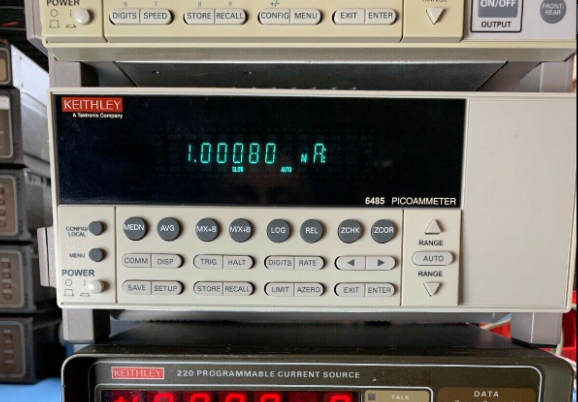 POWER
DIGITS SPEED STORE RECALL CONFIG MENU EXIT ENTER
ON/OFF
OUTPUT
FRONT/
REAR
KEITHLEY
A Tektronix Company
1.00080 nA
SLOW AUTO
6485 PICOAMMETER
CONFIG/
LOCAL
MEDN AVG MX+B M/X+B LOG REL ZCHK ZCOR
RANGE
MENU
COMM DISP TRIG HALT DIGITS RATE
AUTO
RANGE
POWER
SAVE SETUP STORE RECALL LIMIT AZERO EXIT ENTER
KEITHLEY 220 PROGRAMMABLE CURRENT SOURCE
TALK
DATA